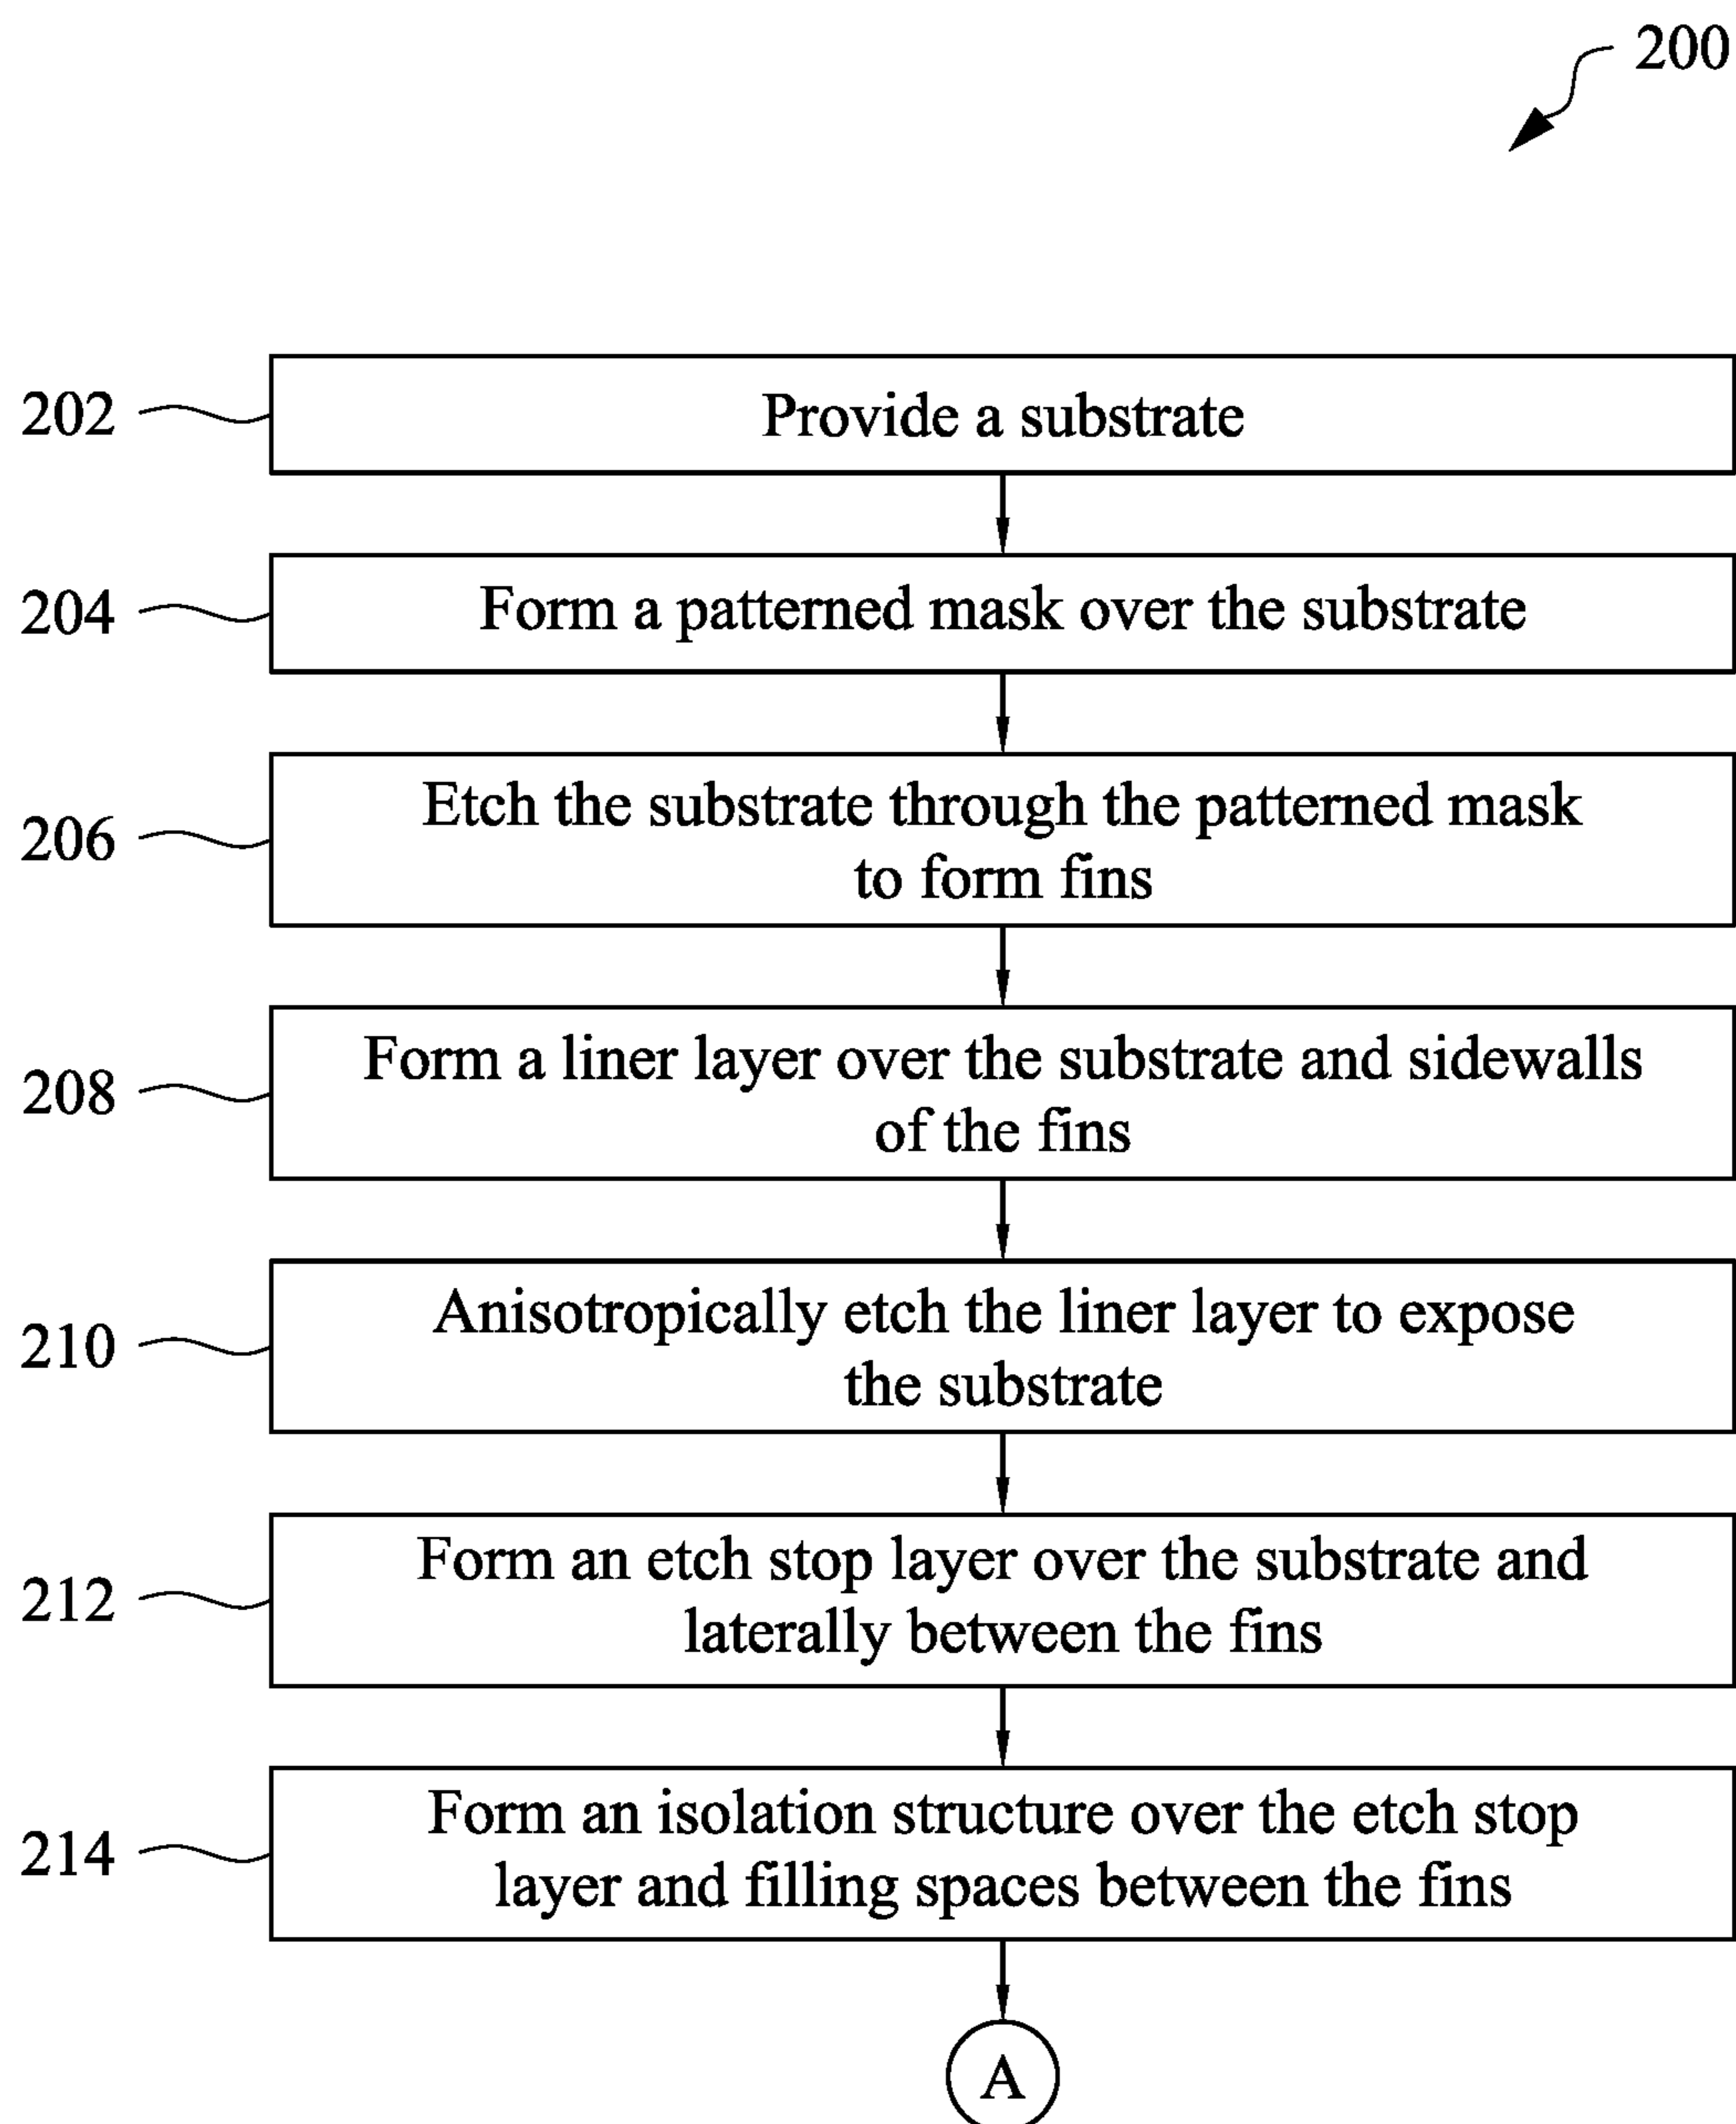 200
202
Provide a substrate
204
Form a patterned mask over the substrate
206
Etch the substrate through the patterned mask
to form fins
208
Form a liner layer over the substrate and sidewalls
of the fins
210
Anisotropically etch the liner layer to expose
the substrate
212
Form an etch stop layer over the substrate and
laterally between the fins
214
Form an isolation structure over the etch stop
layer and filling spaces between the fins
A